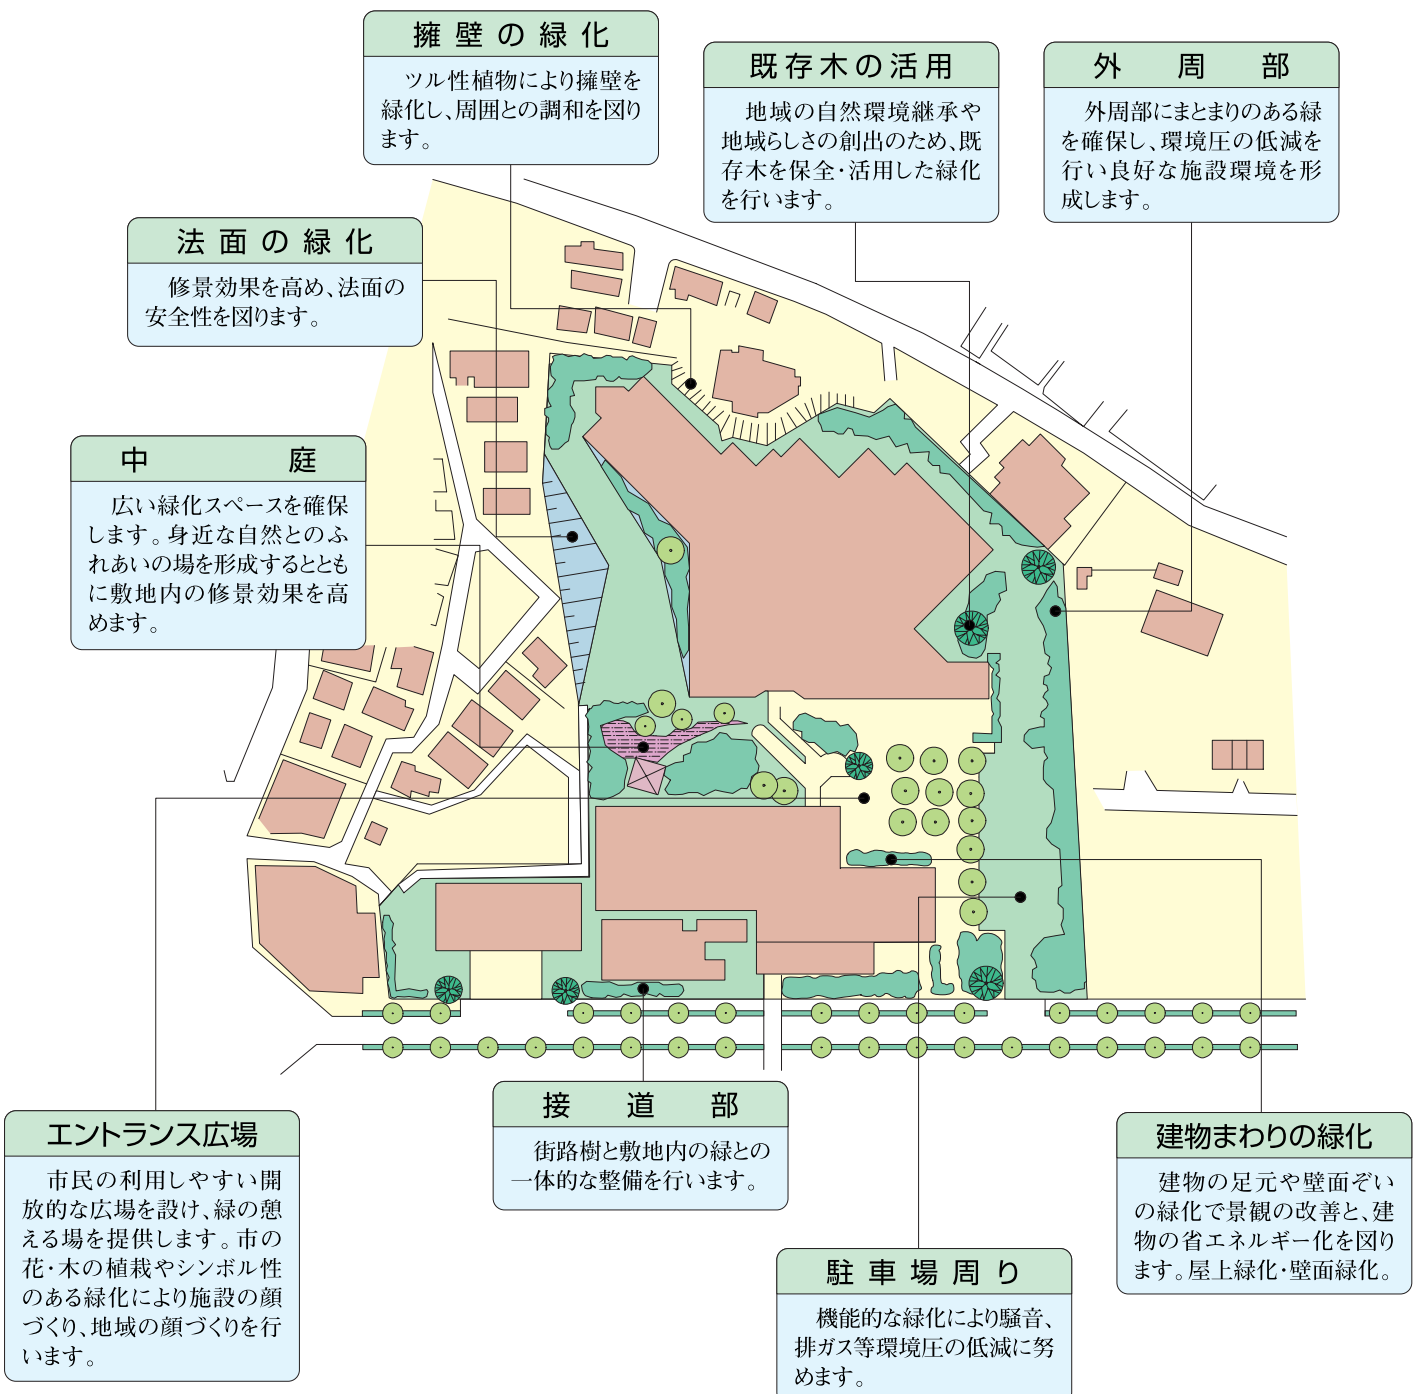 擁壁の緑化
ツル性植物により擁壁を
緑化し、周囲との調和を図り
ます。
既存木の活用
地域の自然環境継承や
地域らしさの創出のため、既
存木を保全・活用した緑化
を行います。
外周部
外周部にまとまりのある緑
を確保し、環境圧の低減を
行い良好な施設環境を形
成します。
法面の緑化
修景効果を高め、法面の
安全性を図ります。
中庭
広い緑化スペースを確保
します。身近な自然とのふ
れあいの場を形成するととも
に敷地内の修景効果を高
めます。
エントランス広場
市民の利用しやすい開
放的な広場を設け、緑の憩
える場を提供します。市の
花・木の植栽やシンボル性
のある緑化により施設の顔
づくり、地域の顔づくりを行
います。
接道部
街路樹と敷地内の緑との
一体的な整備を行います。
駐車場周り
機能的な緑化により騒音、
排ガス等環境圧の低減に努
めます。
建物まわりの緑化
建物の足元や壁面ぞい
の緑化で景観の改善と、建
物の省エネルギー化を図り
ます。屋上緑化・壁面緑化。